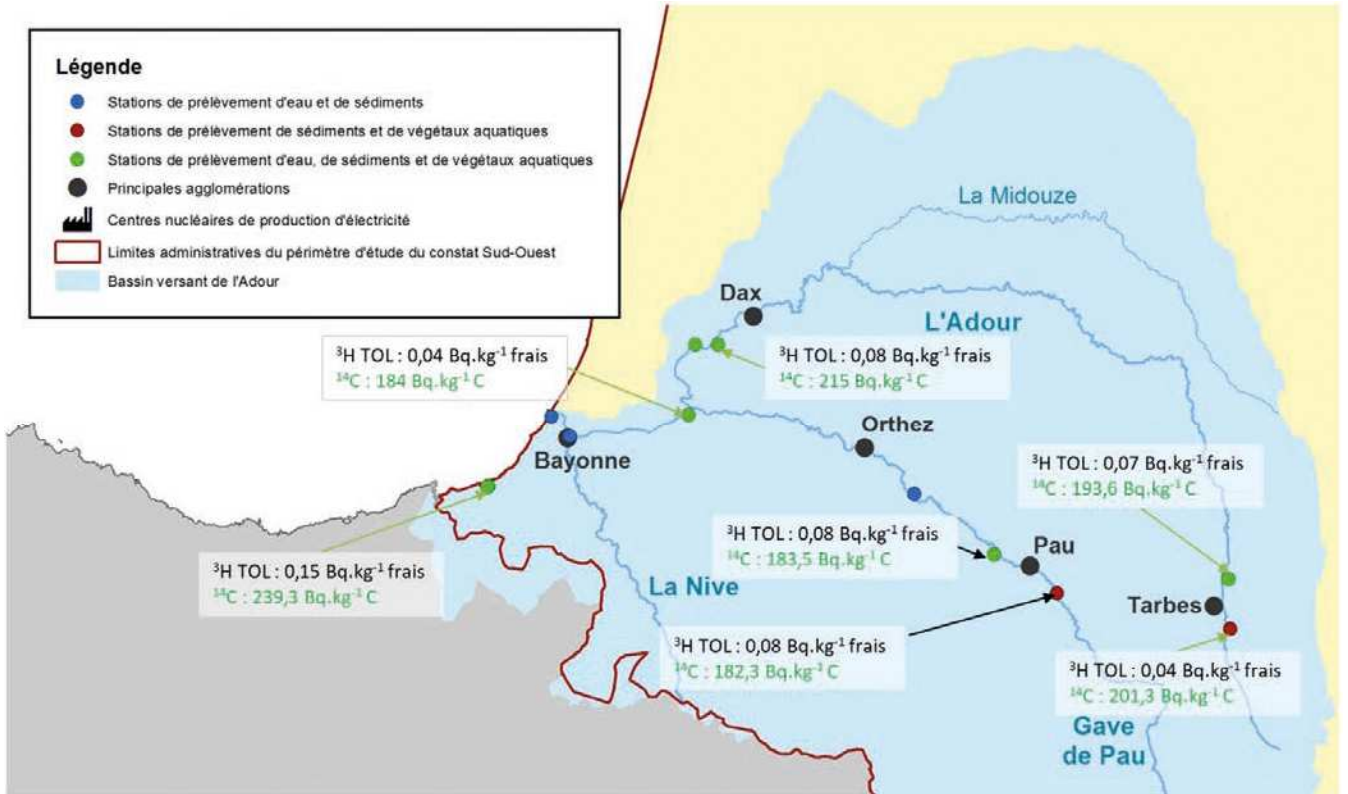 Légende
Stations de prélèvement d'eau et de sédiments
Stations de prélèvement de sédiments et de végétaux aquatiques
Stations de prélèvement d'eau, de sédiments et de végétaux aquatiques
Principales agglomérations
Centres nucléaires de production d'électricité
Limites administratives du périmètre d'étude du constat Sud-Ouest
Bassin versant de l'Adour
La Midouze
Dax
L'Adour
³H TOL : 0,04 Bq.kg⁻¹ frais
¹⁴C : 184 Bq.kg⁻¹ C
³H TOL : 0,08 Bq.kg⁻¹ frais
¹⁴C : 215 Bq.kg⁻¹ C
Orthez
Bayonne
³H TOL : 0,07 Bq.kg⁻¹ frais
¹⁴C : 193,6 Bq.kg⁻¹ C
³H TOL : 0,08 Bq.kg⁻¹ frais
¹⁴C : 183,5 Bq.kg⁻¹ C
Pau
³H TOL : 0,15 Bq.kg⁻¹ frais
¹⁴C : 239,3 Bq.kg⁻¹ C
La Nive
Tarbes
³H TOL : 0,08 Bq.kg⁻¹ frais
¹⁴C : 182,3 Bq.kg⁻¹ C
³H TOL : 0,04 Bq.kg⁻¹ frais
¹⁴C : 201,3 Bq.kg⁻¹ C
Gave
de Pau